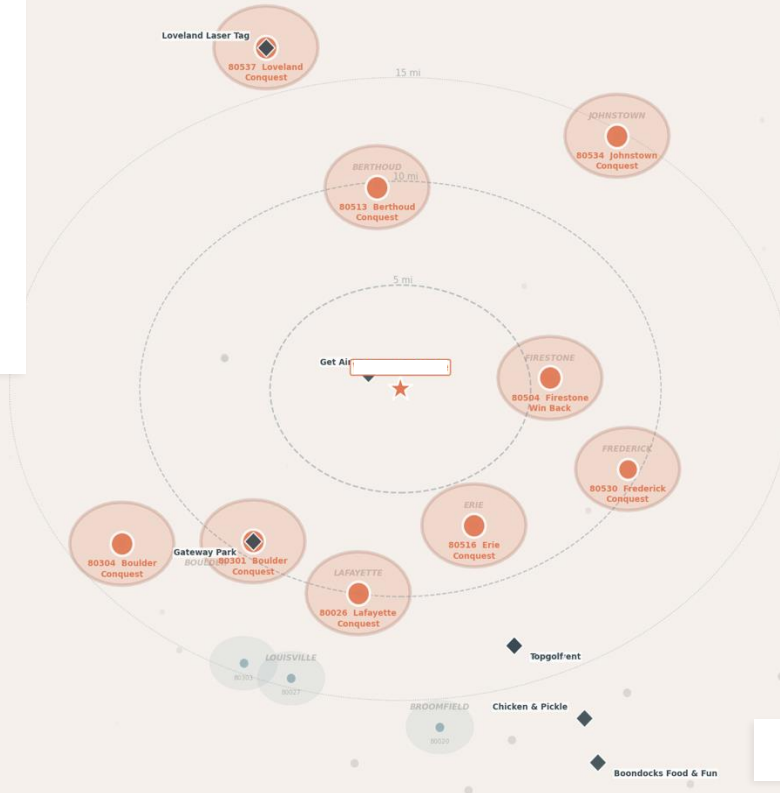 Loveland Laser Tag
80537 Loveland
Conquest
15 mi
JOHNSTOWN
80534 Johnstown
Conquest
BERTHOUD
10 mi
80513 Berthoud
Conquest
5 mi
Get Air
FIRESTONE
80504 Firestone
Win Back
FREDERICK
80530 Frederick
Conquest
ERIE
80516 Erie
Conquest
80304 Boulder
Conquest
Gateway Park
80301 Boulder
Conquest
LAFAYETTE
80026 Lafayette
Conquest
LOUISVILLE
80027
Topgolf
BROOMFIELD
80020
Chicken & Pickle
Boondocks Food & Fun